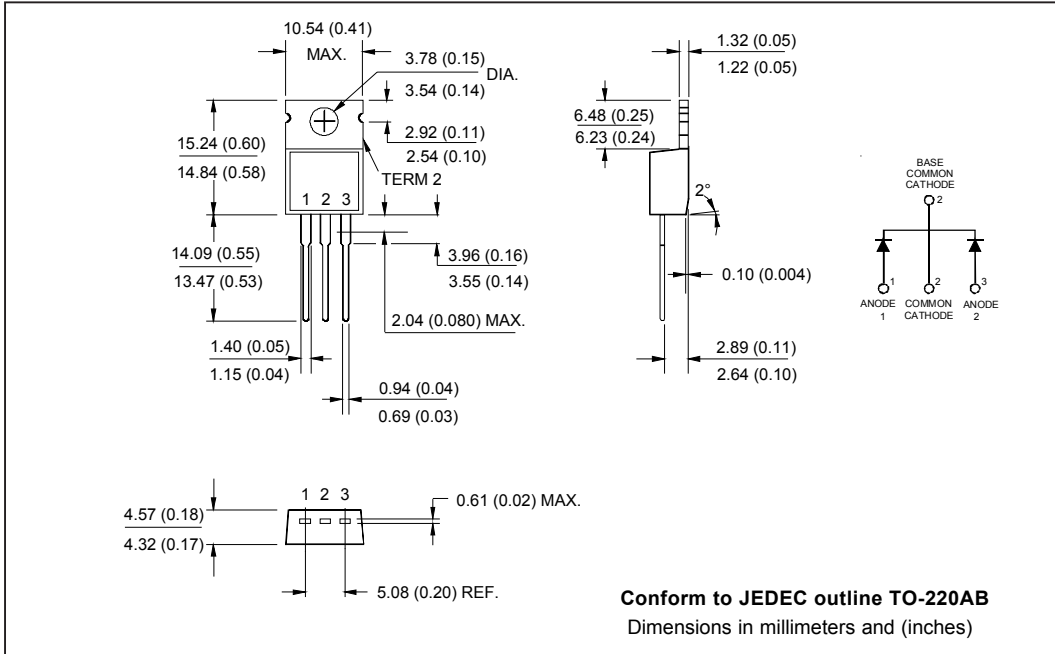 10.54 (0.41)
MAX.
3.78 (0.15)
3.54 (0.14)
DIA.
2.92 (0.11)
2.54 (0.10)
TERM 2
15.24 (0.60)
14.84 (0.58)
1 2 3
14.09 (0.55)
13.47 (0.53)
3.96 (0.16)
3.55 (0.14)
2.04 (0.080) MAX.
1.40 (0.05)
1.15 (0.04)
0.94 (0.04)
0.69 (0.03)
1.32 (0.05)
1.22 (0.05)
6.48 (0.25)
6.23 (0.24)
2°
0.10 (0.004)
2.89 (0.11)
2.64 (0.10)
BASE
COMMON
CATHODE
2
1
2
3
ANODE
1
COMMON
CATHODE
ANODE
2
1 2 3
4.57 (0.18)
4.32 (0.17)
0.61 (0.02) MAX.
5.08 (0.20) REF.
Conform to JEDEC outline TO-220AB
Dimensions in millimeters and (inches)